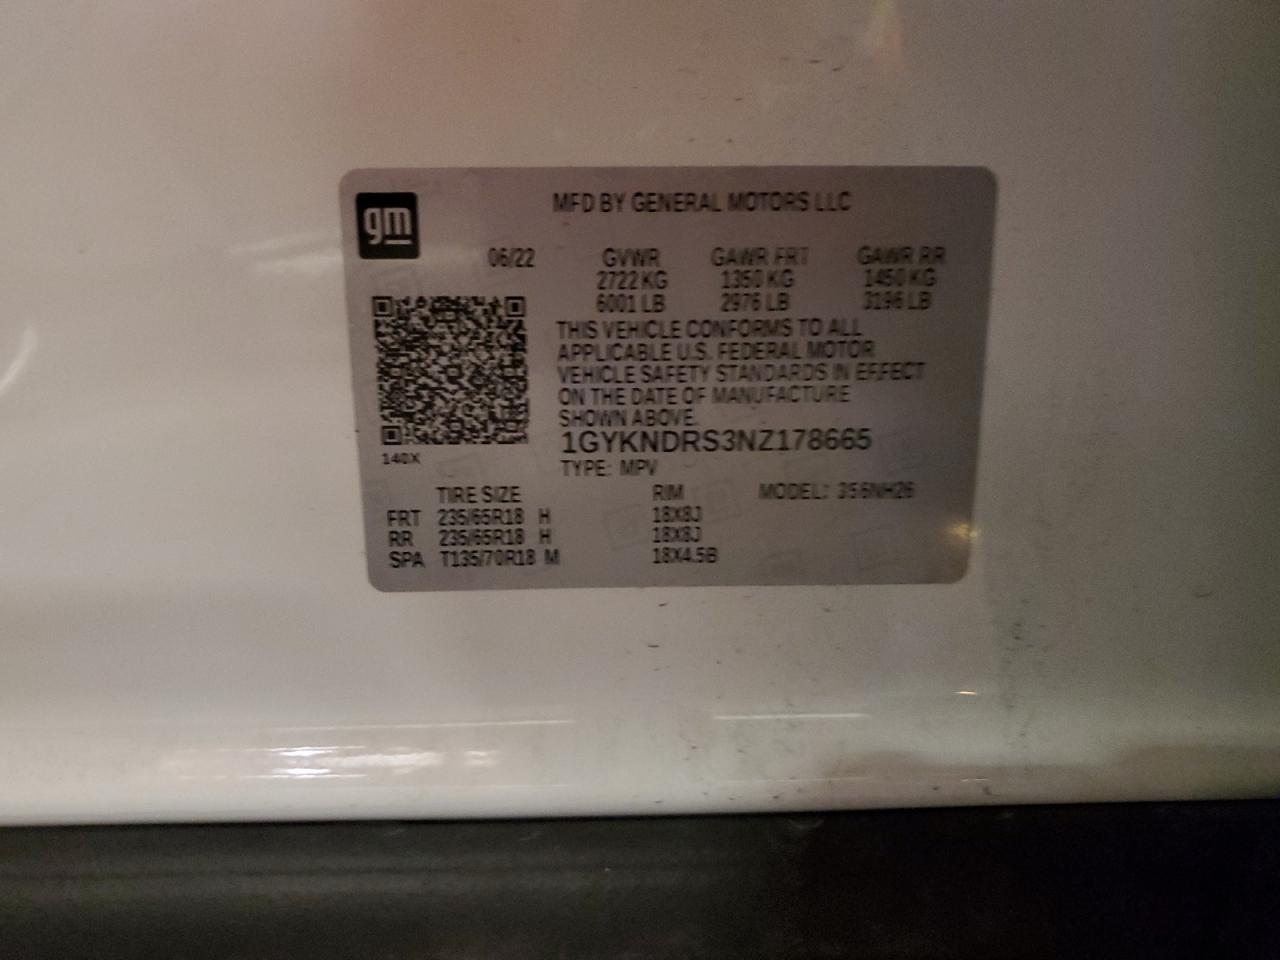 gm
MFD BY GENERAL MOTORS LLC
06/22 GVWR GAWR FRT GAWR RR
2722 KG 1350 KG 1450 KG
6001 LB 2976 LB 3196 LB
THIS VEHICLE CONFORMS TO ALL
APPLICABLE U.S. FEDERAL MOTOR
VEHICLE SAFETY STANDARDS IN EFFECT
ON THE DATE OF MANUFACTURE
SHOWN ABOVE.
1GYKNDRS3NZ178665
140X
TYPE: MPV
TIRE SIZE RIM MODEL: 356NH26
FRT 235/65R18 H 18X8J
RR 235/65R18 H 18X8J
SPA T135/70R18 M 18X4.5B